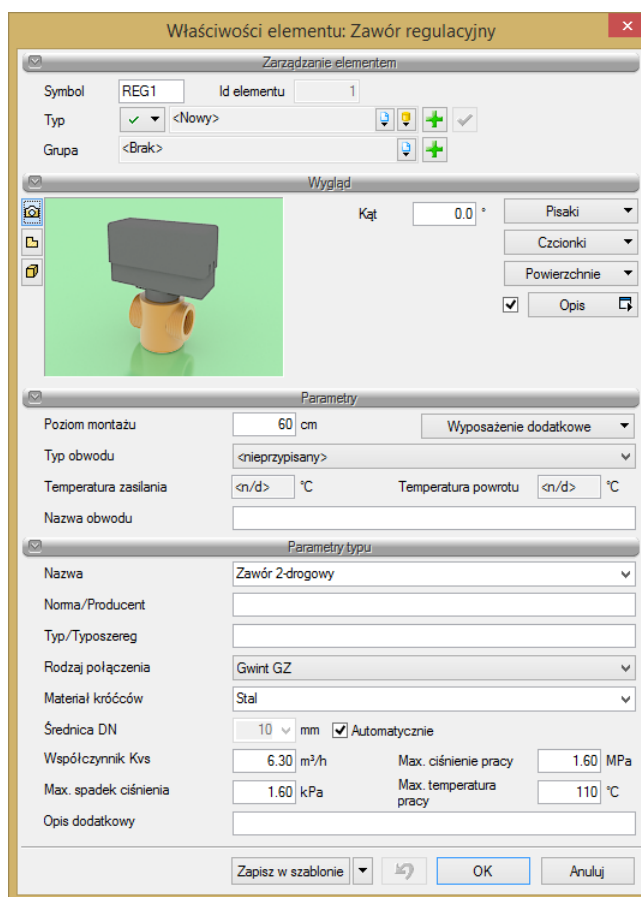 Właściwości elementu: Zawór regulacyjny
Zarządzanie elementem
Symbol REG1 Id elementu 1
Typ <Nowy>
Grupa <Brak>
Wygląd
Kąt 0.0 ° Pisaki
Czcionki
Powierzchnie
Opis
Parametry
Poziom montażu 60 cm Wyposażenie dodatkowe
Typ obwodu <nieprzypisany>
Temperatura zasilania <n/d> °C Temperatura powrotu <n/d> °C
Nazwa obwodu
Parametry typu
Nazwa Zawór 2-drogowy
Norma/Producent
Typ/Typoszereg
Rodzaj połączenia Gwint GZ
Materiał króćców Stal
Średnica DN 10 mm Automatycznie
Współczynnik Kvs 6.30 m³/h Max. ciśnienie pracy 1.60 MPa
Max. spadek ciśnienia 1.60 kPa Max. temperatura pracy 110 °C
Opis dodatkowy
Zapisz w szablonie OK Anuluj